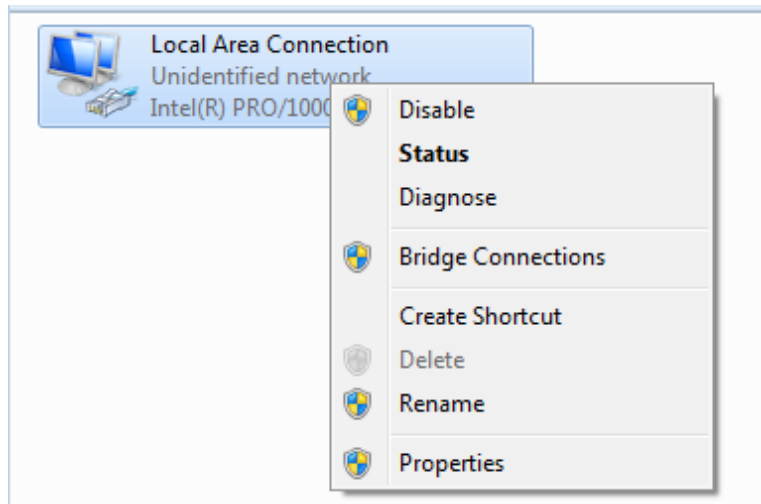 Local Area Connection
Unidentified network
Intel(R) PRO/1000
Disable
Status
Diagnose
Bridge Connections
Create Shortcut
Delete
Rename
Properties